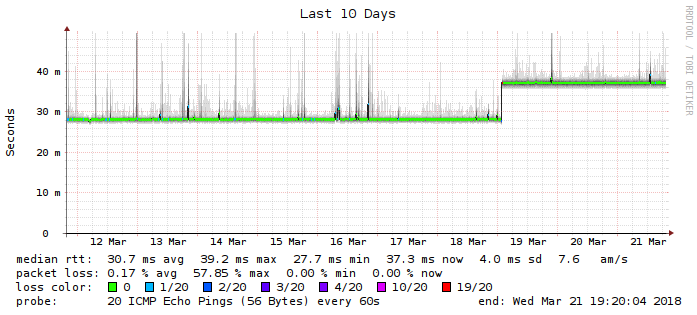 Last 10 Days
RRDTOOL / TOBI OETIKER
Seconds
40 m
30 m
20 m
10 m
0
12 Mar 13 Mar 14 Mar 15 Mar 16 Mar 17 Mar 18 Mar 19 Mar 20 Mar 21 Mar
median rtt: 30.7 ms avg 39.2 ms max 27.7 ms min 37.3 ms now 4.0 ms sd 7.6 am/s
packet loss: 0.17 % avg 57.85 % max 0.00 % min 0.00 % now
loss color: 0 1/20 2/20 3/20 4/20 10/20 19/20
probe: 20 ICMP Echo Pings (56 Bytes) every 60s end: Wed Mar 21 19:20:04 2018